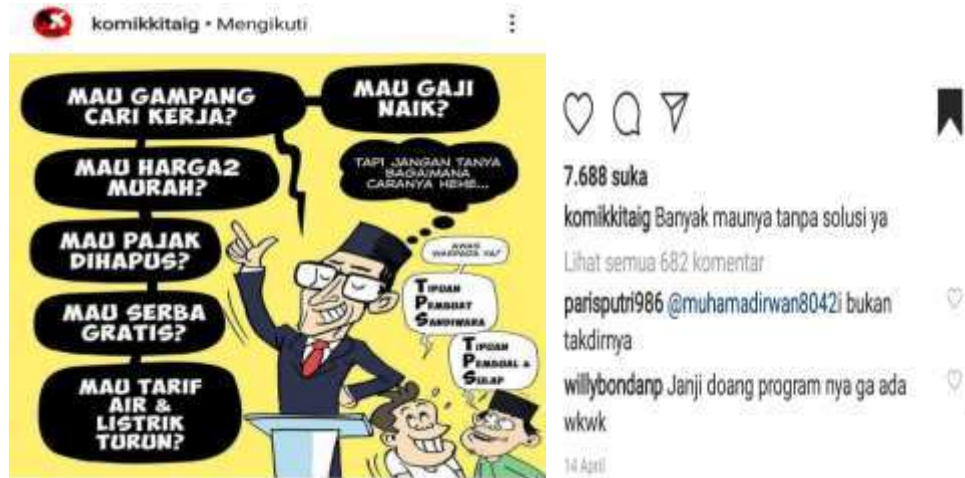 komikkitaig • Mengikuti
MAU GAMPANG
CARI KERJA?
MAU GAJI
NAIK?
MAU HARGA2
MURAH?
TAPI JANGAN TANYA
BAGAIMANA
CARANYA HEHE...
MAU PAJAK
DIHAPUS?
AWAS
WASPADA YA!
MAU SERBA
GRATIS?
TIPUAN
PEMBUAT
SANDIWARA
MAU TARIF
AIR &
LISTRIK
TURUN?
TIPUAN
&
SULAP
7.688 suka
komikkitaig Banyak maunya tanpa solusi ya
Lihat semua 682 komentar
parisputri986 @muhamadirwan8042i bukan
takdirnya
willybondanp Janji doang program nya ga ada
wkwk
14 April